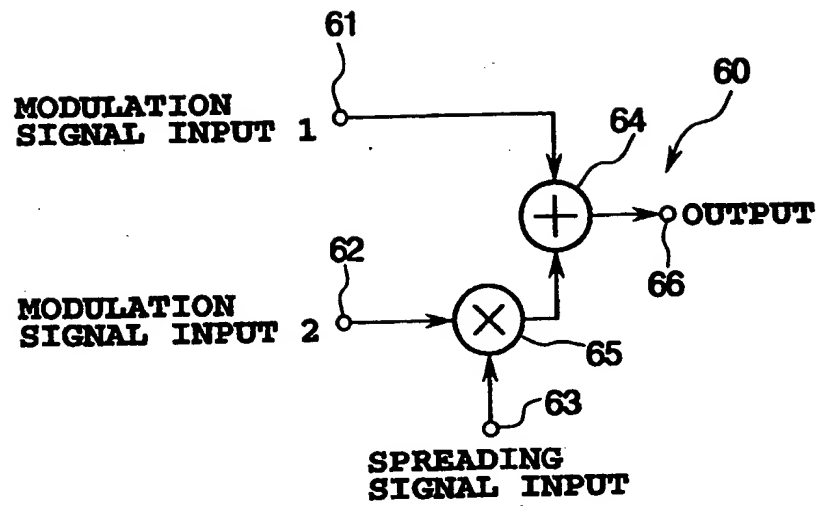 61
MODULATION
SIGNAL INPUT 1
60
64
+
OUTPUT
66
62
MODULATION
SIGNAL INPUT 2
×
65
63
SPREADING
SIGNAL INPUT